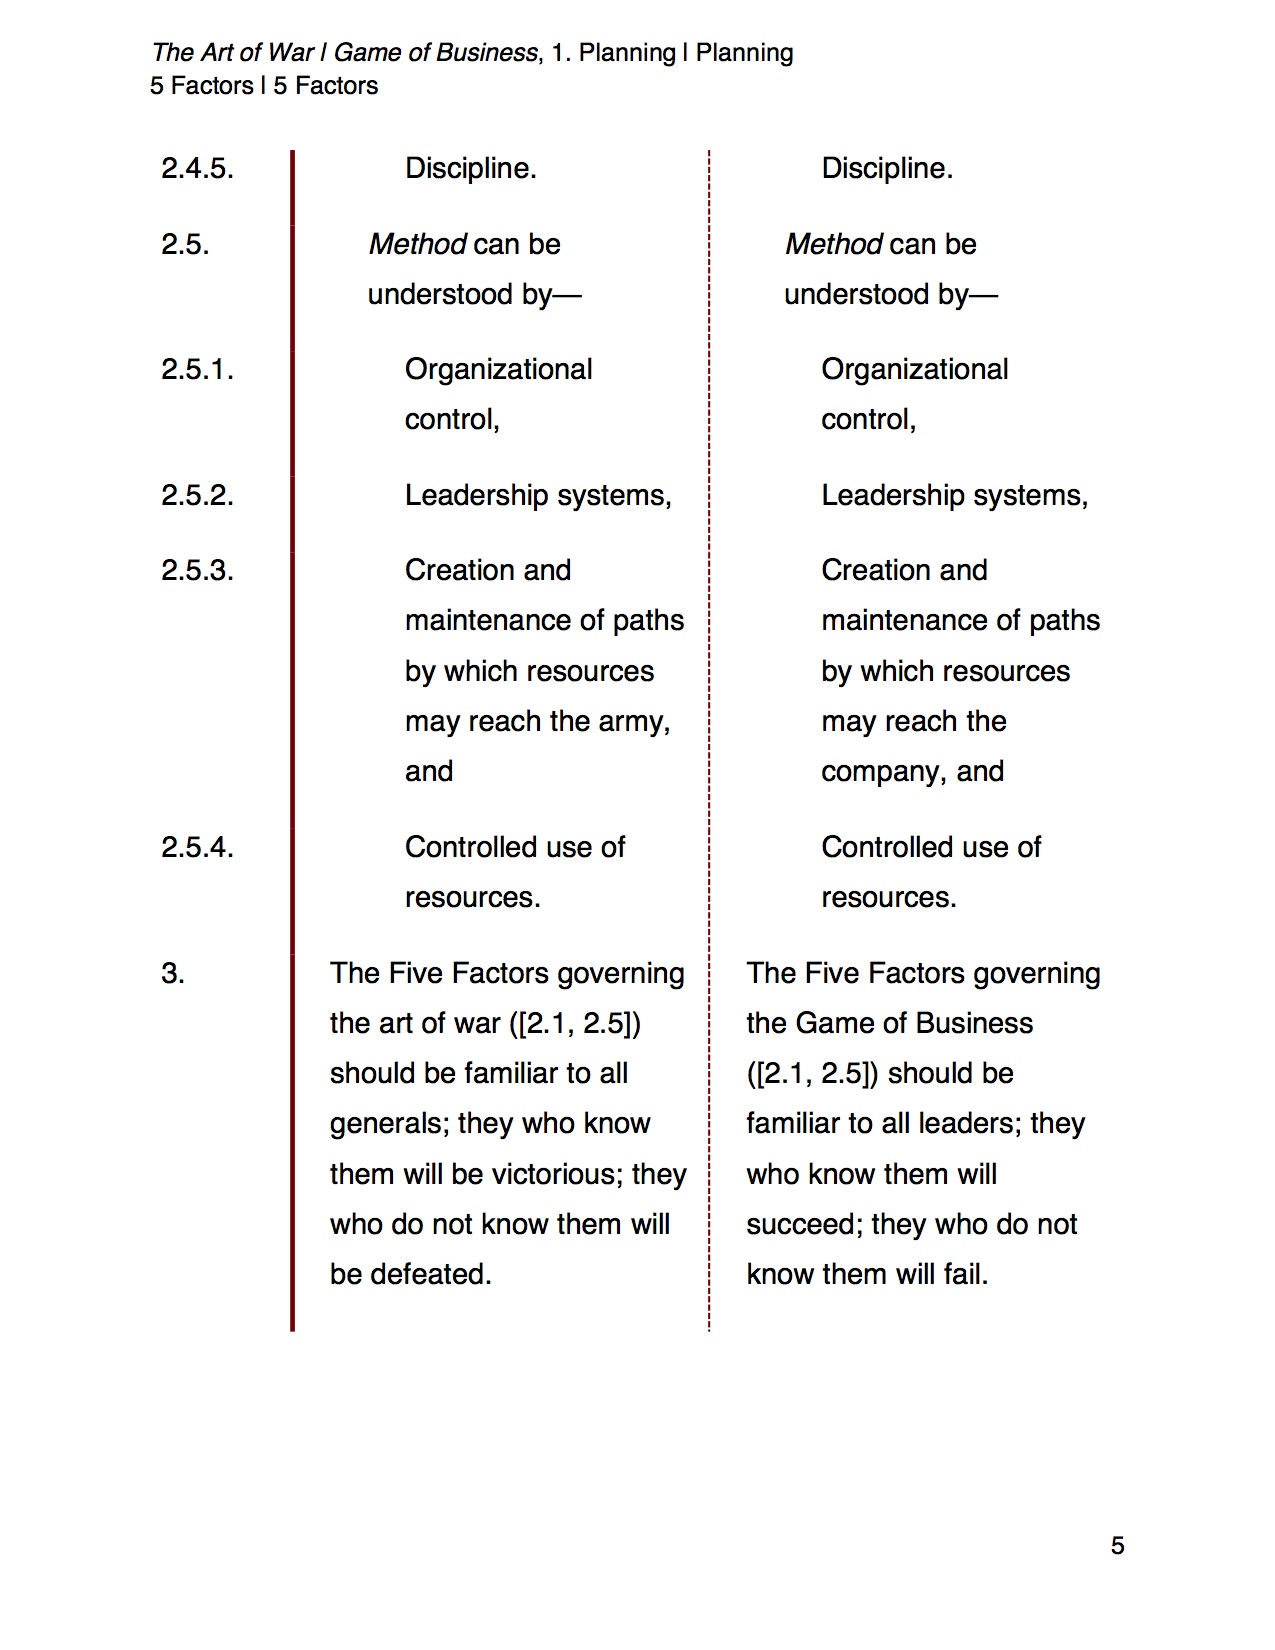 The Art of War | Game of Business, 1. Planning | Planning
5 Factors | 5 Factors
2.4.5. Discipline. Discipline.
2.5. Method can be Method can be
understood by— understood by—
2.5.1. Organizational Organizational
control, control,
2.5.2. Leadership systems, Leadership systems,
2.5.3. Creation and Creation and
maintenance of paths maintenance of paths
by which resources by which resources
may reach the army, may reach the
and company, and
2.5.4. Controlled use of Controlled use of
resources. resources.
3. The Five Factors governing The Five Factors governing
the art of war ([2.1, 2.5]) the Game of Business
should be familiar to all ([2.1, 2.5]) should be
generals; they who know familiar to all leaders; they
them will be victorious; they who know them will
who do not know them will succeed; they who do not
be defeated. know them will fail.
5